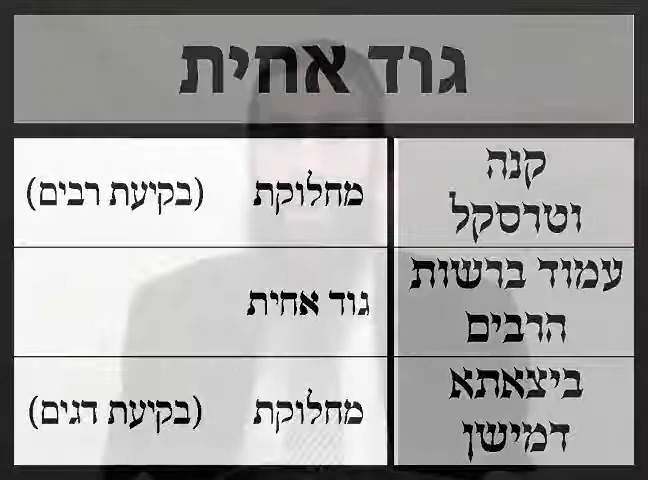 גוד אחית
קנה
וטרסקל
מחלוקת (בקיעת רבים)
עמוד ברשות
הרבים
גוד אחית
ביצאתא
דמישן
מחלוקת (בקיעת דגים)